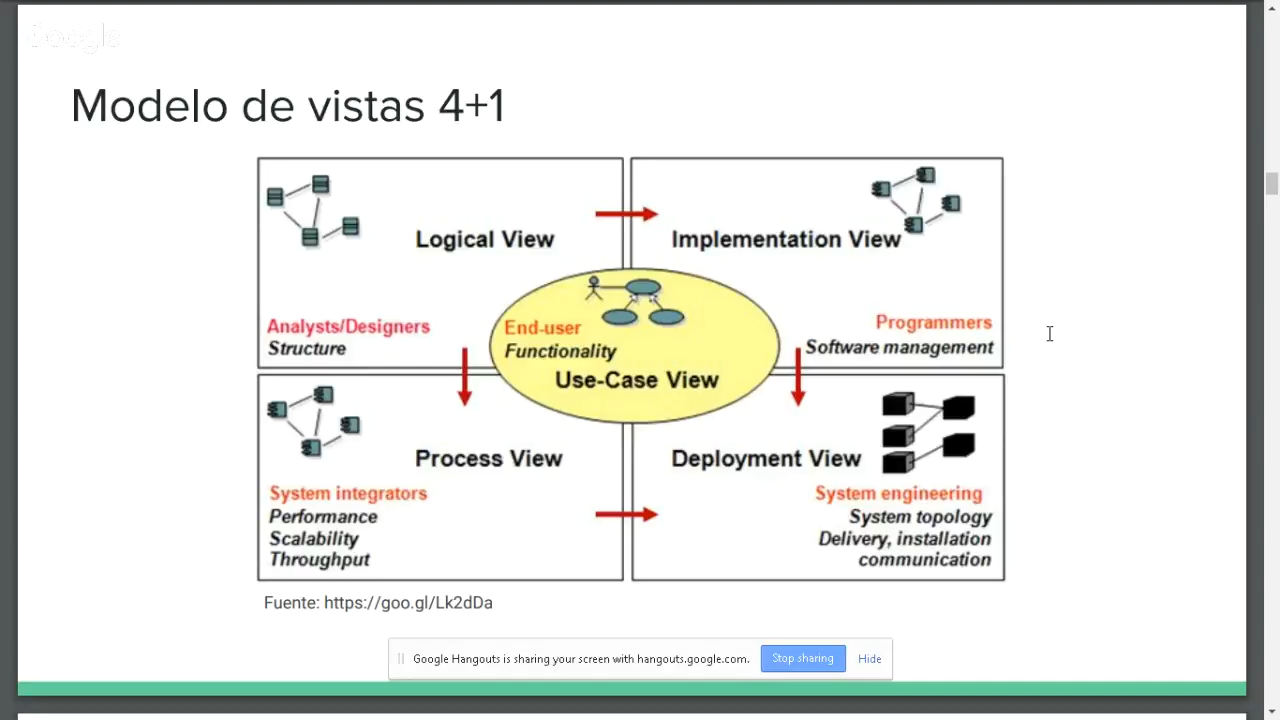 Google
Modelo de vistas 4+1
Logical View
Analysts/Designers
Structure
Implementation View
Programmers
Software management
End-user
Functionality
Use-Case View
Process View
System integrators
Performance
Scalability
Throughput
Deployment View
System engineering
System topology
Delivery, installation
communication
Fuente: https://goo.gl/Lk2dDa
Google Hangouts is sharing your screen with hangouts.google.com.
Stop sharing
Hide